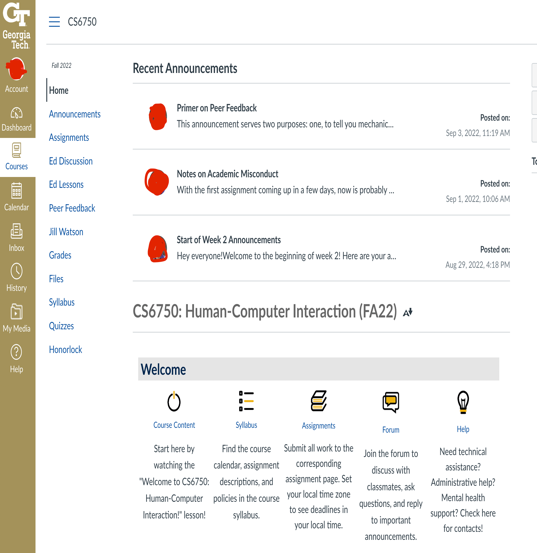 GT
Georgia
Tech
Account
Dashboard
Courses
Calendar
Inbox
History
My Media
Help
CS6750
Fall 2022
Home
Announcements
Assignments
Ed Discussion
Ed Lessons
Peer Feedback
Jill Watson
Grades
Files
Syllabus
Quizzes
Honorlock
Recent Announcements
Primer on Peer Feedback
This announcement serves two purposes: one, to tell you mechanic...
Posted on:
Sep 3, 2022, 11:19 AM
Notes on Academic Misconduct
With the first assignment coming up in a few days, now is probably ...
Posted on:
Sep 1, 2022, 10:06 AM
Start of Week 2 Announcements
Hey everyone!Welcome to the beginning of week 2! Here are your a...
Posted on:
Aug 29, 2022, 4:18 PM
CS6750: Human-Computer Interaction (FA22)
Welcome
Course Content
Start here by
watching the
"Welcome to CS6750:
Human-Computer
Interaction!" lesson!
Syllabus
Find the course
calendar, assignment
descriptions, and
policies in the course
syllabus.
Assignments
Submit all work to the
corresponding
assignment page. Set
your local time zone
to see deadlines in
your local time.
Forum
Join the forum to
discuss with
classmates, ask
questions, and reply
to important
announcements.
Help
Need technical
assistance?
Administrative help?
Mental health
support? Check here
for contacts!